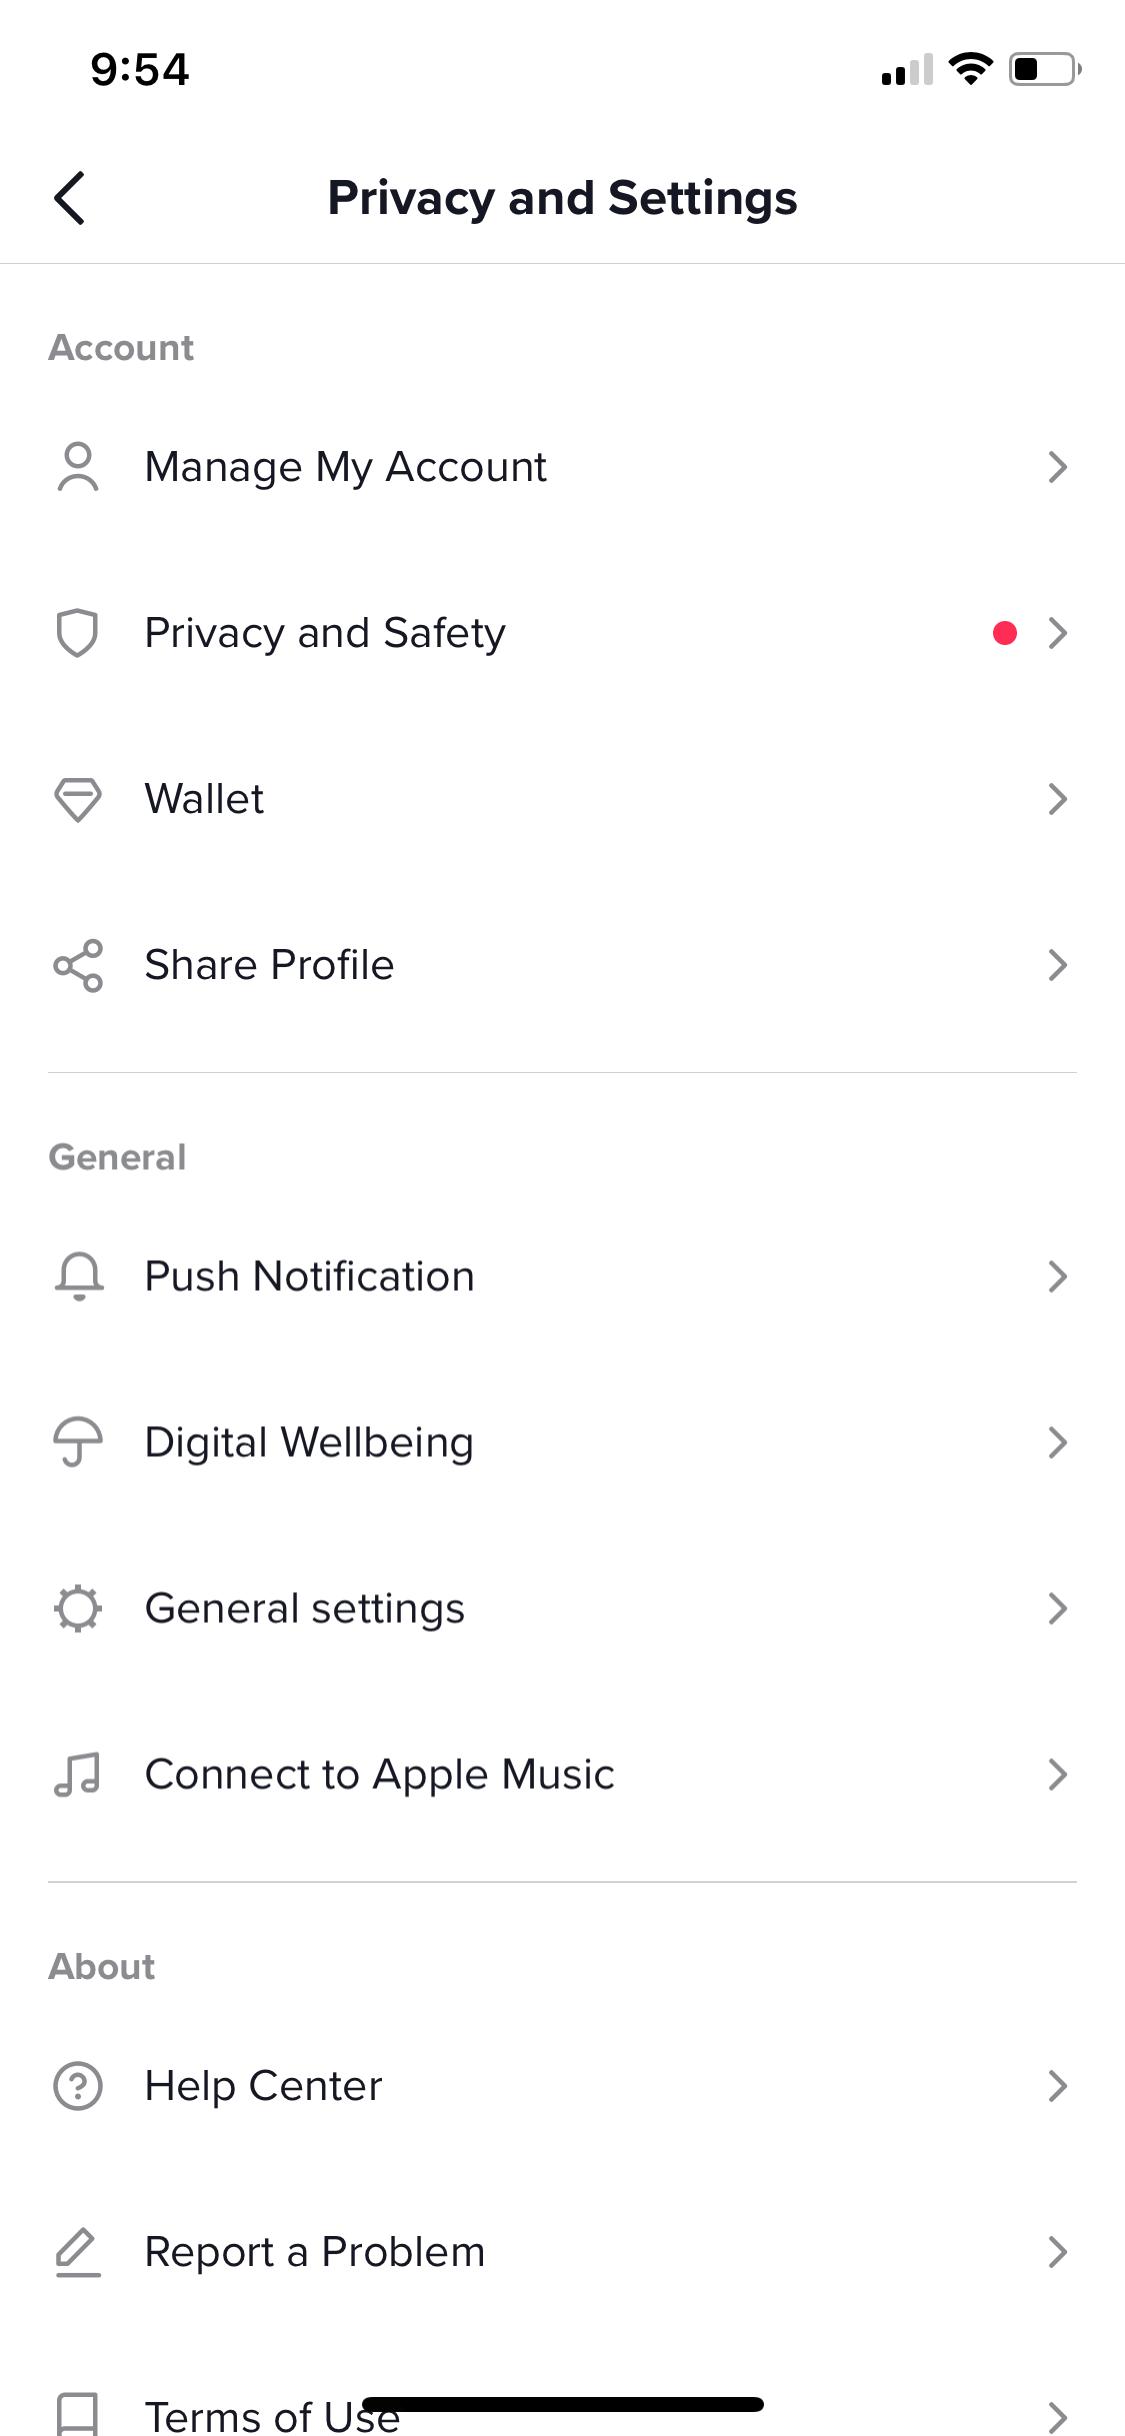 9:54
Privacy and Settings
Account
Manage My Account
Privacy and Safety
Wallet
Share Profile
General
Push Notification
Digital Wellbeing
General settings
Connect to Apple Music
About
Help Center
Report a Problem
Terms of Use